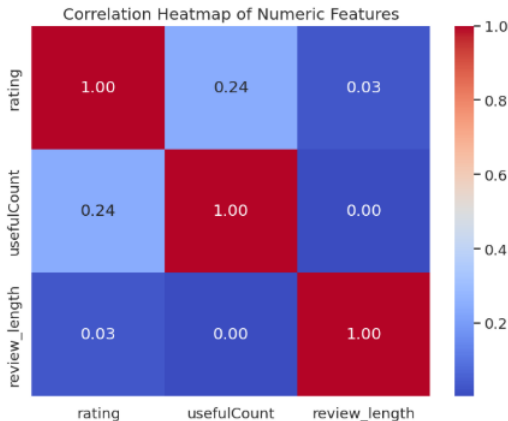 Correlation Heatmap of Numeric Features
rating
1.00
0.24
0.03
usefulCount
0.24
1.00
0.00
review_length
0.03
0.00
1.00
rating
usefulCount
review_length
1.0
0.8
0.6
0.4
0.2